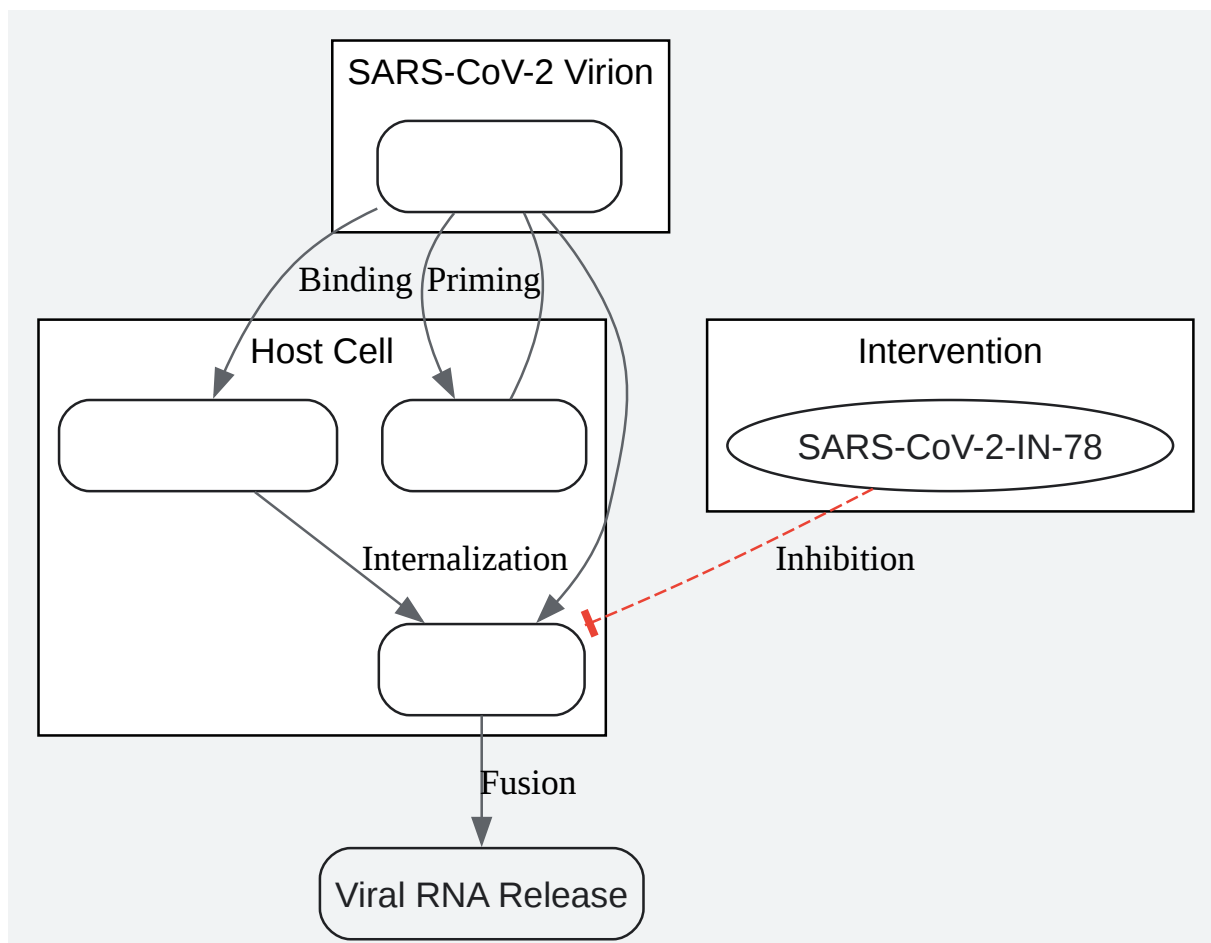 SARS-CoV-2 Virion
Binding
Priming
Host Cell
Intervention
SARS-CoV-2-IN-78
Internalization
Inhibition
Fusion
Viral RNA Release